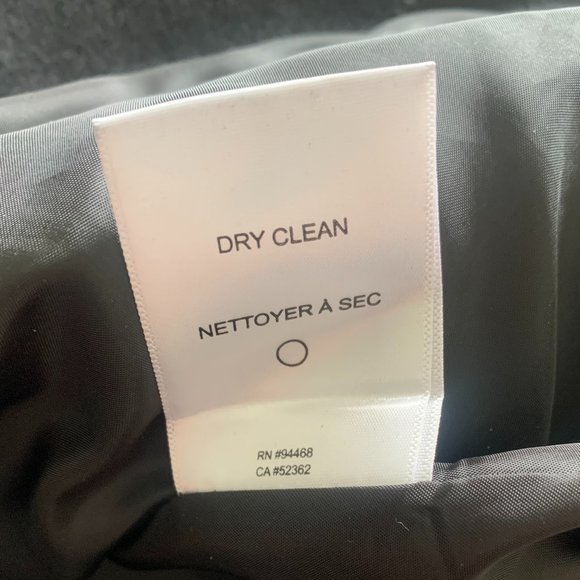 DRY CLEAN
NETTOYER À SEC
RN #94468
CA #52362